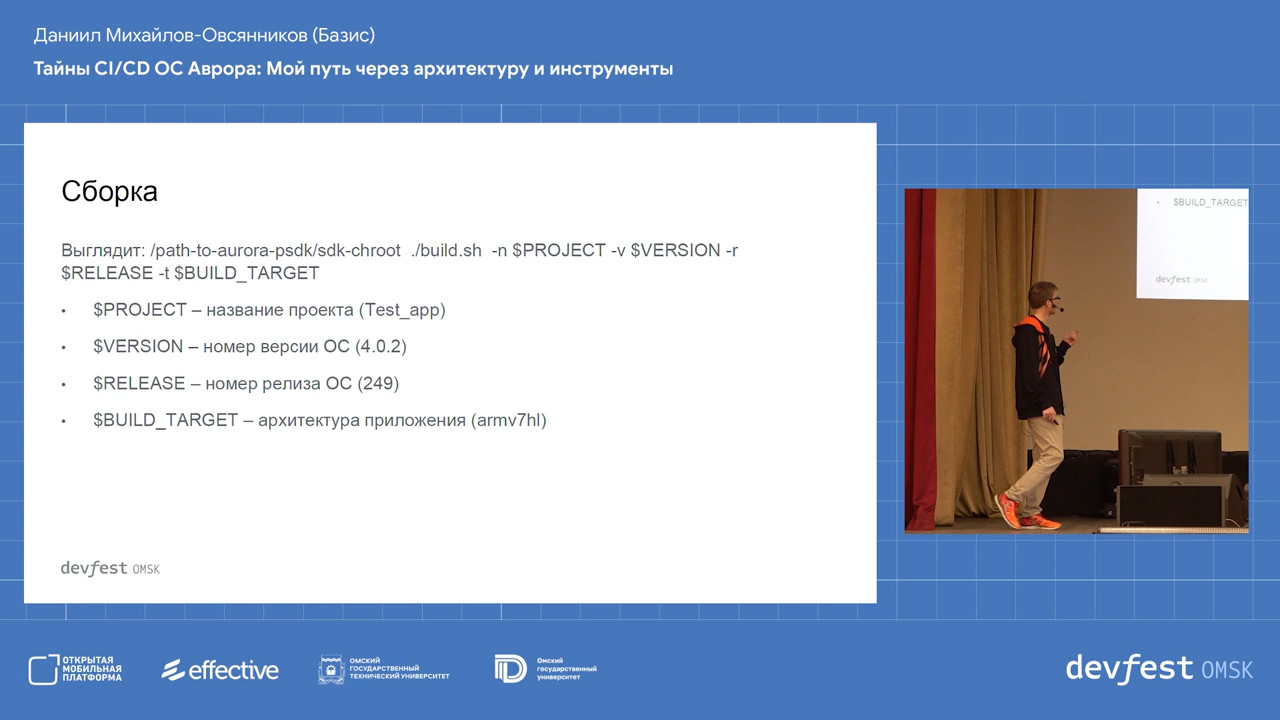 Даниил Михайлов-Овсянников (Базис)
Тайны CI/CD ОС Аврора: Мой путь через архитектуру и инструменты
Сборка
Выглядит: /path-to-aurora-psdk/sdk-chroot ./build.sh -n $PROJECT -v $VERSION -r
$RELEASE -t $BUILD_TARGET
• $PROJECT – название проекта (Test_app)
• $VERSION – номер версии ОС (4.0.2)
• $RELEASE – номер релиза ОС (249)
• $BUILD_TARGET – архитектура приложения (armv7hl)
devfest OMSK
• $BUILD_TARGET
devfest OMSK
ОТКРЫТАЯ
МОБИЛЬНАЯ
ПЛАТФОРМА
effective
ОМСКИЙ
ГОСУДАРСТВЕННЫЙ
ТЕХНИЧЕСКИЙ УНИВЕРСИТЕТ
Омский
государственный
университет
devfest OMSK